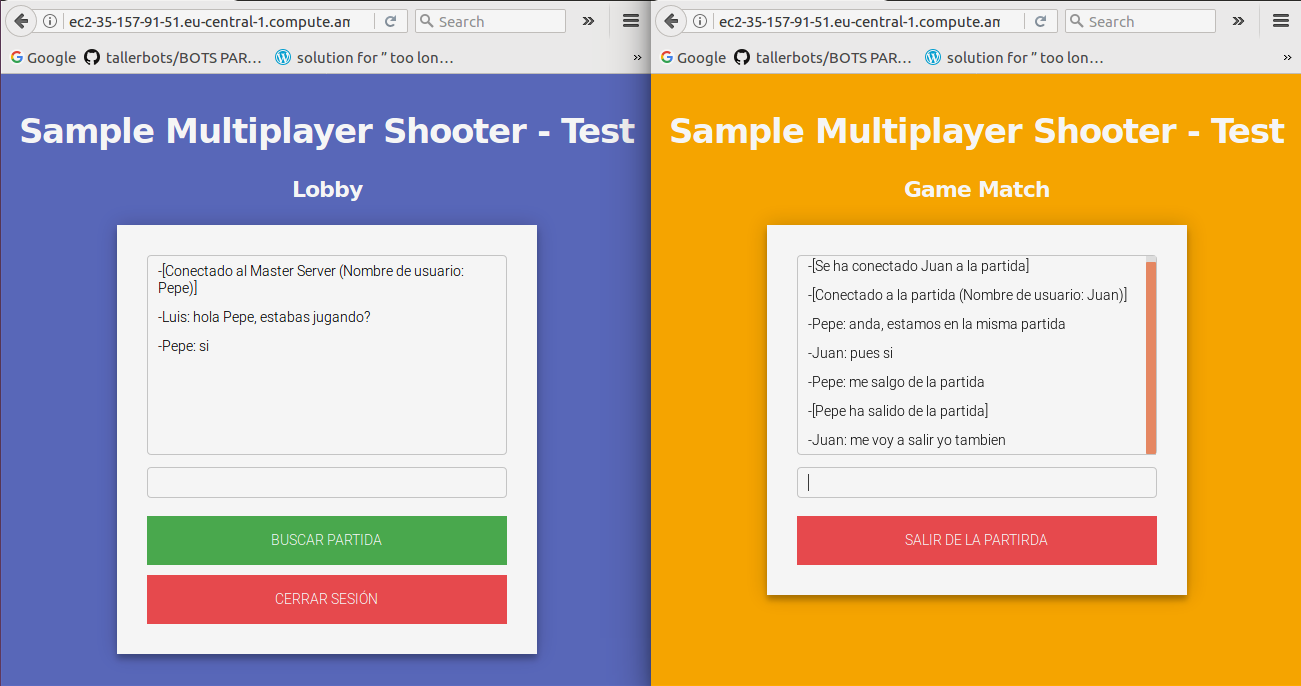 ec2-35-157-91-51.eu-central-1.compute.am
Search
»
Google
tallerbots/BOTS PAR...
solution for " too lon...
»
Sample Multiplayer Shooter - Test
Lobby
-[Conectado al Master Server (Nombre de usuario:
Pepe)]
-Luis: hola Pepe, estabas jugando?
-Pepe: si
BUSCAR PARTIDA
CERRAR SESIÓN
ec2-35-157-91-51.eu-central-1.compute.am
Search
»
Google
tallerbots/BOTS PAR...
solution for " too lon...
»
Sample Multiplayer Shooter - Test
Game Match
-[Se ha conectado Juan a la partida]
-[Conectado a la partida (Nombre de usuario: Juan)]
-Pepe: anda, estamos en la misma partida
-Juan: pues si
-Pepe: me salgo de la partida
-[Pepe ha salido de la partida]
-Juan: me voy a salir yo tambien
SALIR DE LA PARTIRDA